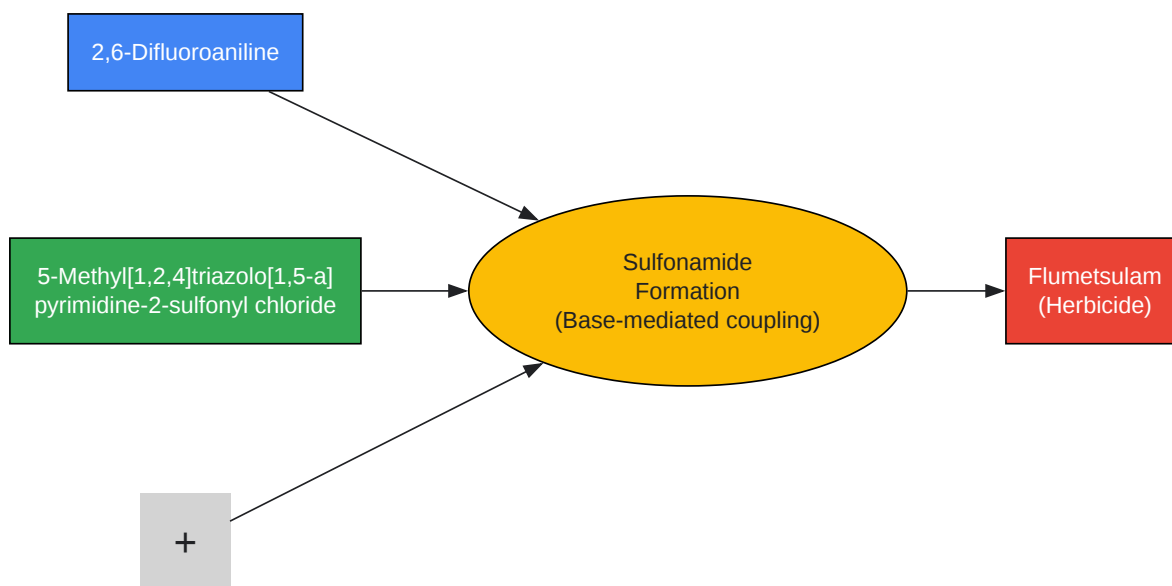 2,6-Difluoroaniline
5-Methyl[1,2,4]triazolo[1,5-a]
pyrimidine-2-sulfonyl chloride
Sulfonamide
Formation
(Base-mediated coupling)
Flumetsulam
(Herbicide)
+